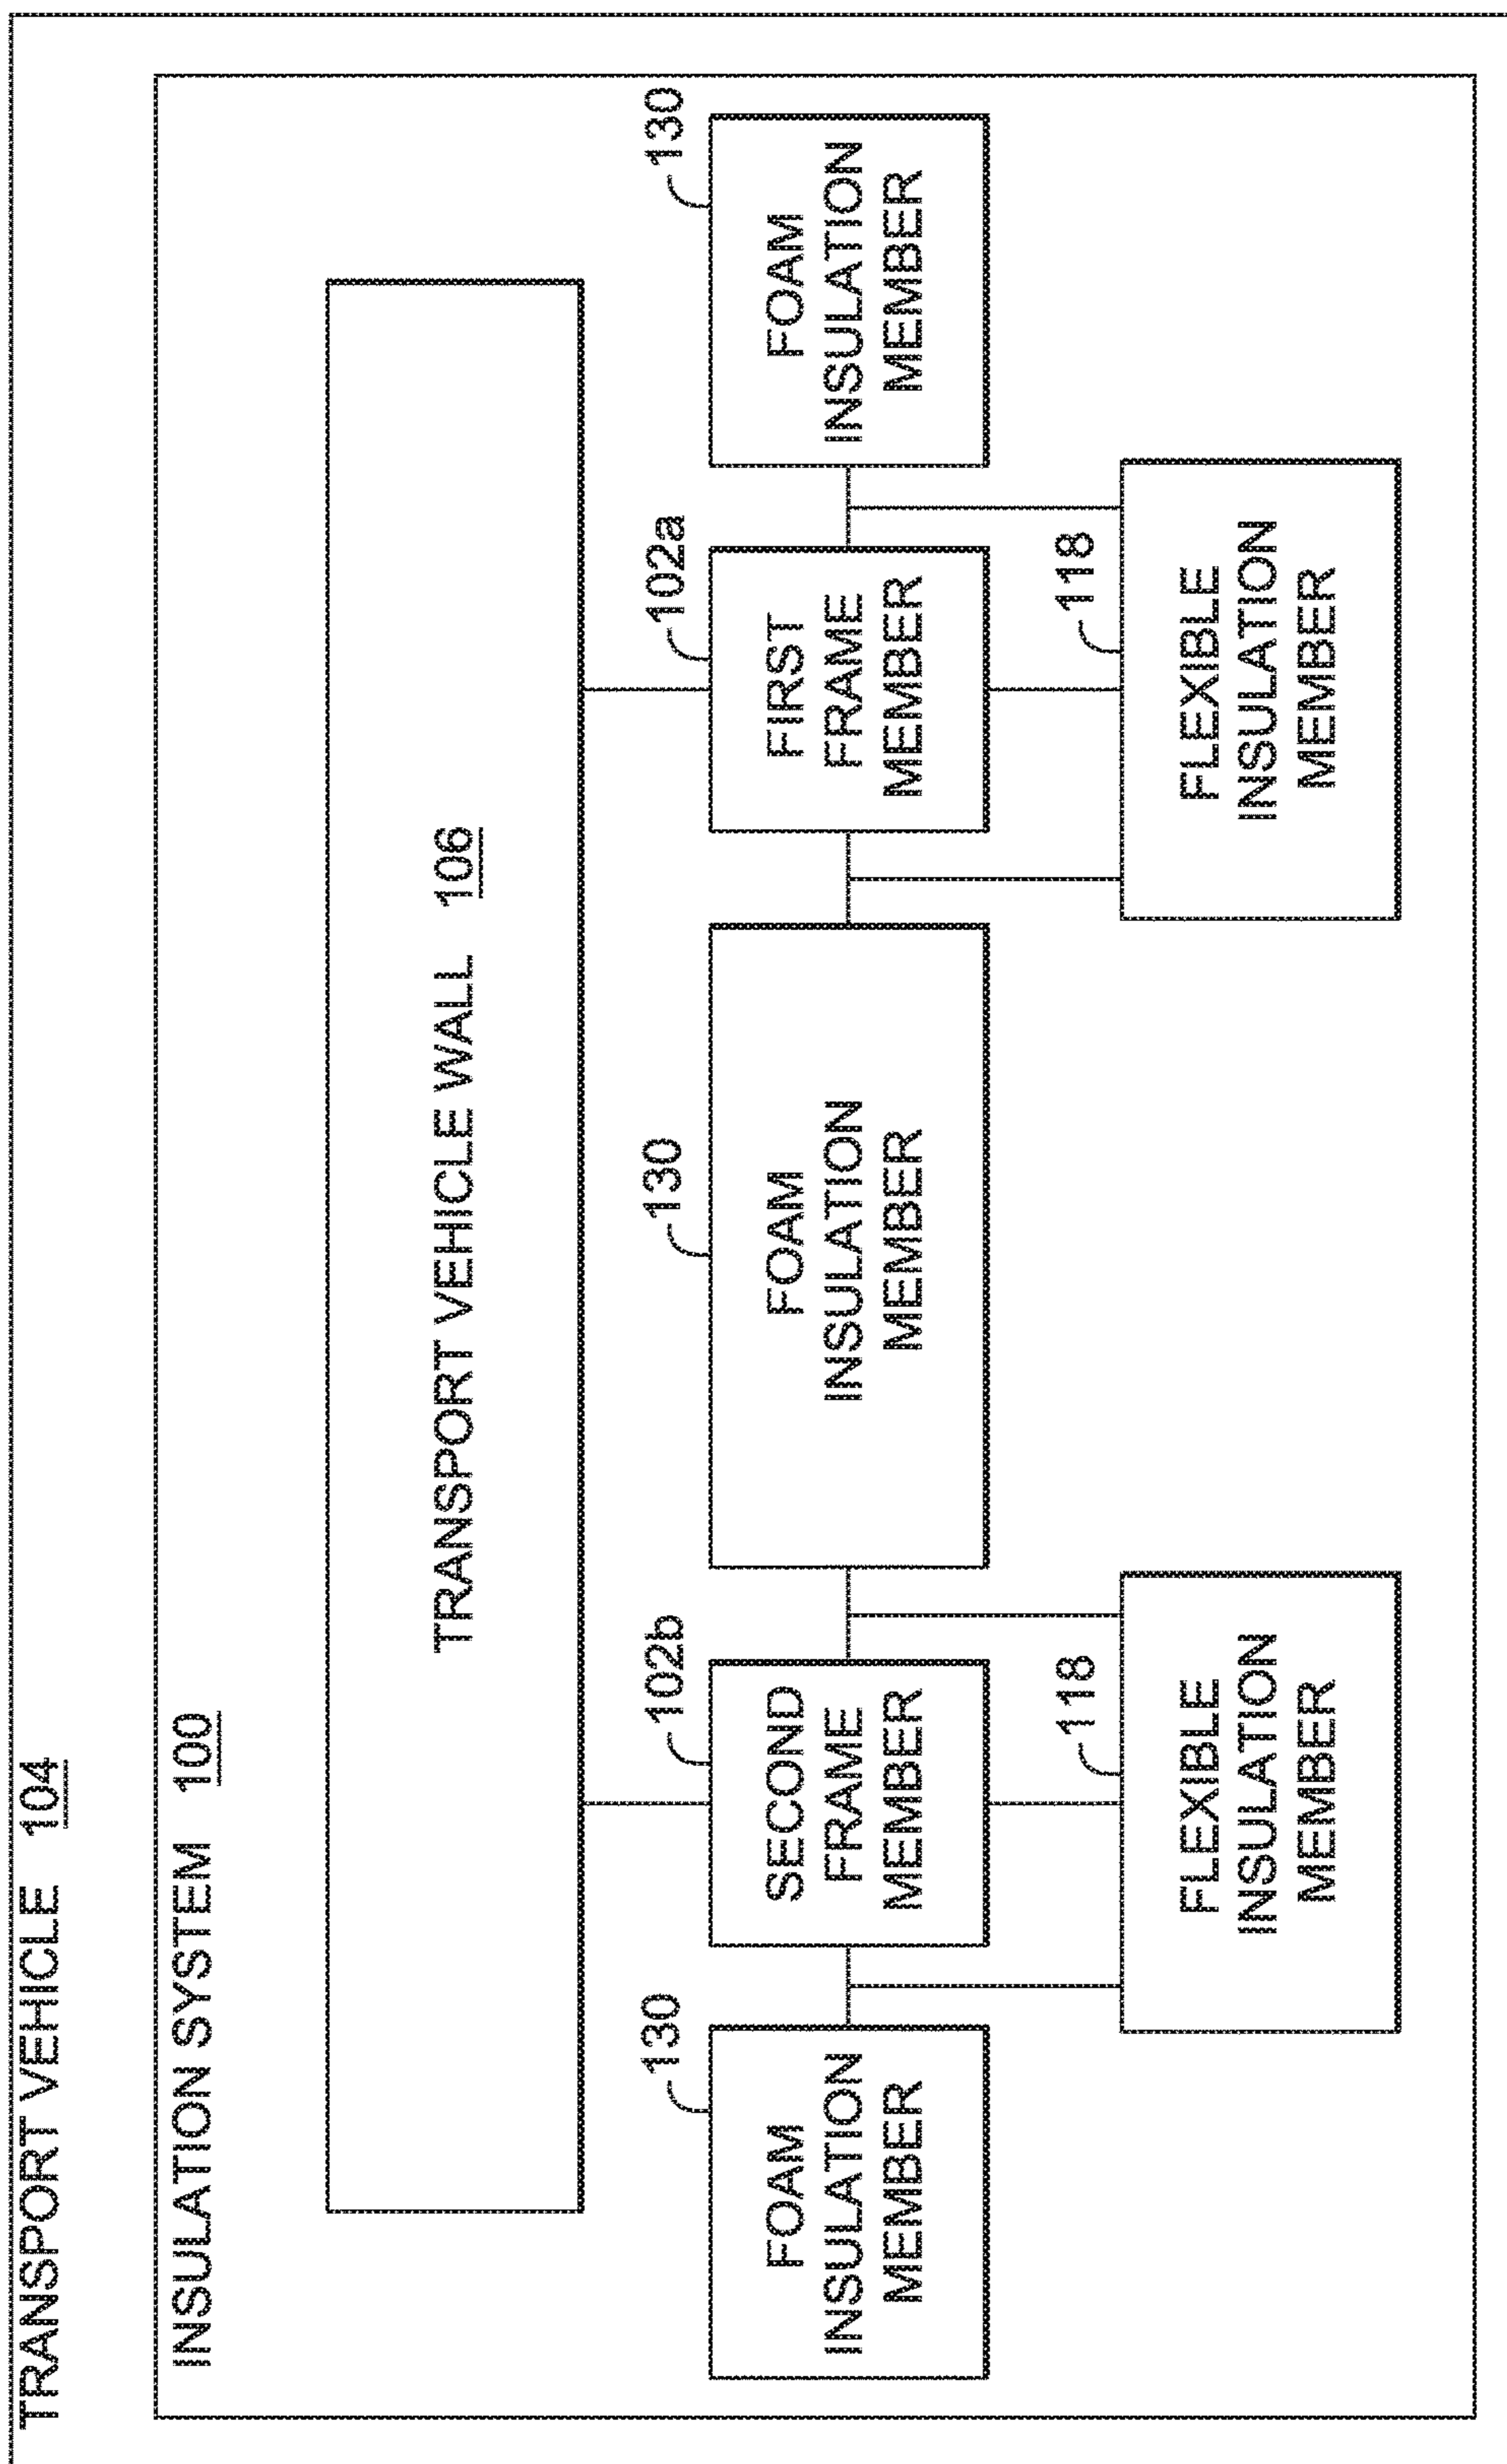 TRANSPORT VEHICLE 104
INSULATION SYSTEM 100
TRANSPORT VEHICLE WALL 106
130
FOAM
INSULATION
MEMBER
102b
SECOND
FRAME
MEMBER
130
FOAM
INSULATION
MEMBER
102a
FIRST
FRAME
MEMBER
130
FOAM
INSULATION
MEMBER
118
FLEXIBLE
INSULATION
MEMBER
118
FLEXIBLE
INSULATION
MEMBER